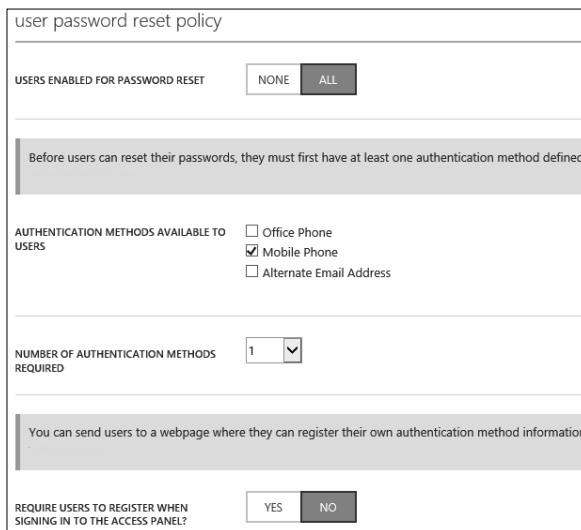 user password reset policy
USERS ENABLED FOR PASSWORD RESET
NONE ALL
Before users can reset their passwords, they must first have at least one authentication method defined
AUTHENTICATION METHODS AVAILABLE TO
USERS
Office Phone
Mobile Phone
Alternate Email Address
NUMBER OF AUTHENTICATION METHODS
REQUIRED
1
You can send users to a webpage where they can register their own authentication method information
REQUIRE USERS TO REGISTER WHEN
SIGNING IN TO THE ACCESS PANEL?
YES NO